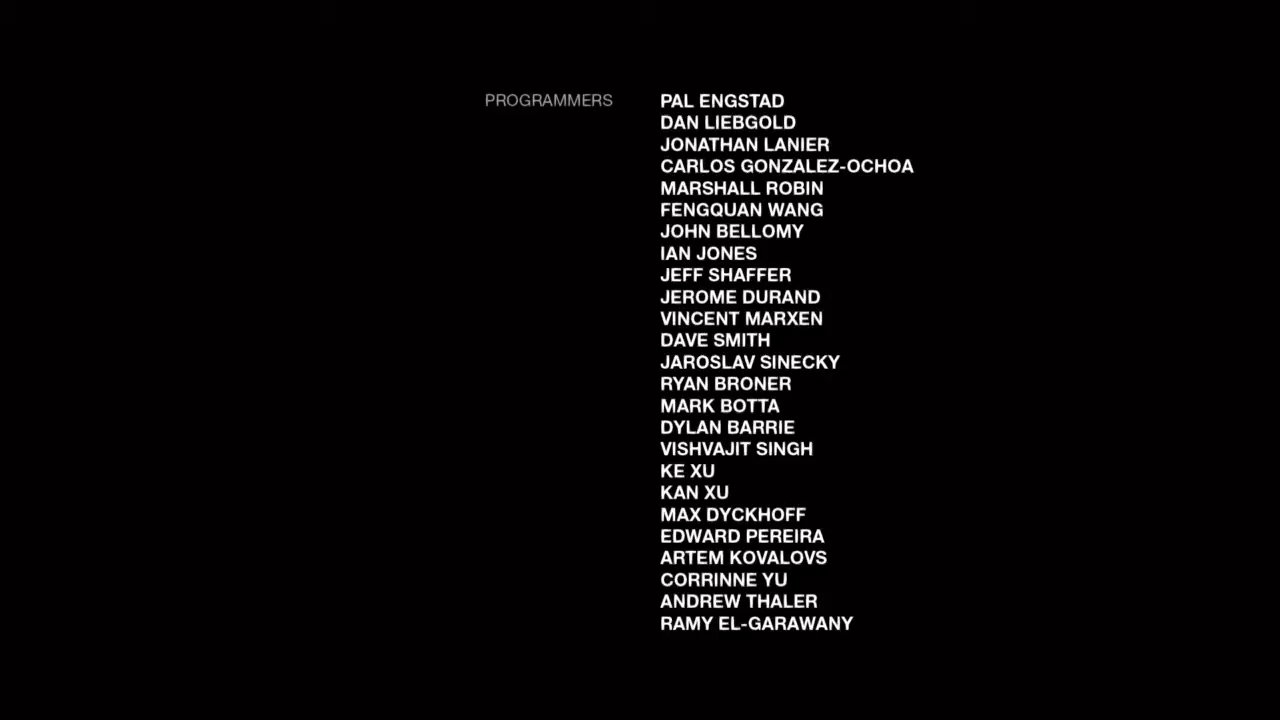 PROGRAMMERS PAL ENGSTAD
DAN LIEBGOLD
JONATHAN LANIER
CARLOS GONZALEZ-OCHOA
MARSHALL ROBIN
FENGQUAN WANG
JOHN BELLOMY
IAN JONES
JEFF SHAFFER
JEROME DURAND
VINCENT MARXEN
DAVE SMITH
JAROSLAV SINECKY
RYAN BRONER
MARK BOTTA
DYLAN BARRIE
VISHVAJIT SINGH
KE XU
KAN XU
MAX DYCKHOFF
EDWARD PEREIRA
ARTEM KOVALOVS
CORRINNE YU
ANDREW THALER
RAMY EL-GARAWANY